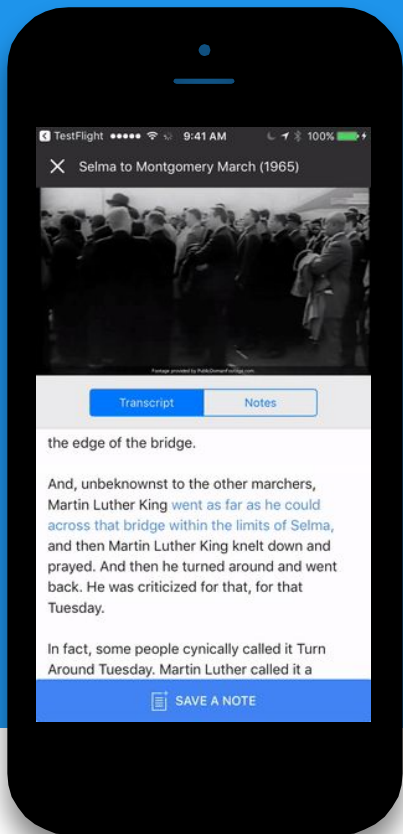 TestFlight 9:41 AM 100%
Selma to Montgomery March (1965)
Footage provided by PublicDomainFootage.com
Transcript Notes
the edge of the bridge.
And, unbeknownst to the other marchers,
Martin Luther King went as far as he could
across that bridge within the limits of Selma,
and then Martin Luther King knelt down and
prayed. And then he turned around and went
back. He was criticized for that, for that
Tuesday.
In fact, some people cynically called it Turn
Around Tuesday. Martin Luther called it a
SAVE A NOTE